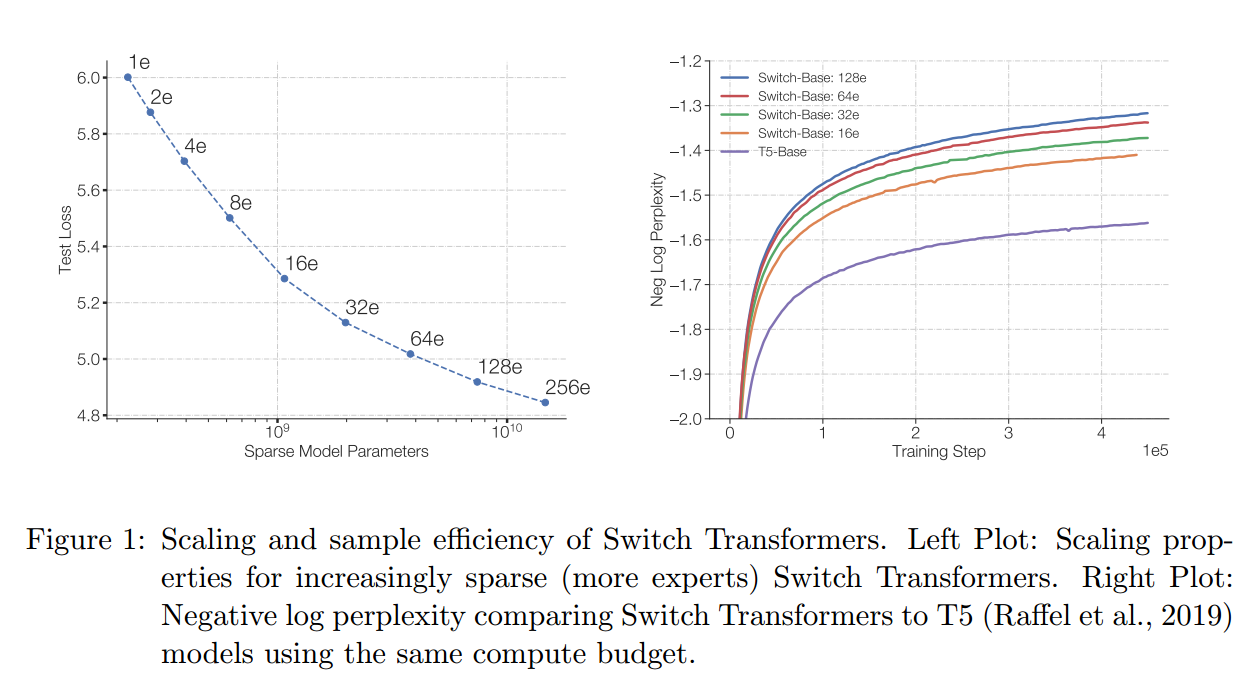 1e
2e
4e
8e
16e
32e
64e
128e
256e
6.0
5.8
5.6
5.4
5.2
5.0
4.8
Test Loss
10⁹
10¹⁰
Sparse Model Parameters
−1.2
−1.3
−1.4
−1.5
−1.6
−1.7
−1.8
−1.9
−2.0
Neg Log Perplexity
Switch-Base: 128e
Switch-Base: 64e
Switch-Base: 32e
Switch-Base: 16e
T5-Base
0 1 2 3 4
Training Step
1e5
Figure 1: Scaling and sample efficiency of Switch Transformers. Left Plot: Scaling prop-
erties for increasingly sparse (more experts) Switch Transformers. Right Plot:
Negative log perplexity comparing Switch Transformers to T5 (Raffel et al., 2019)
models using the same compute budget.